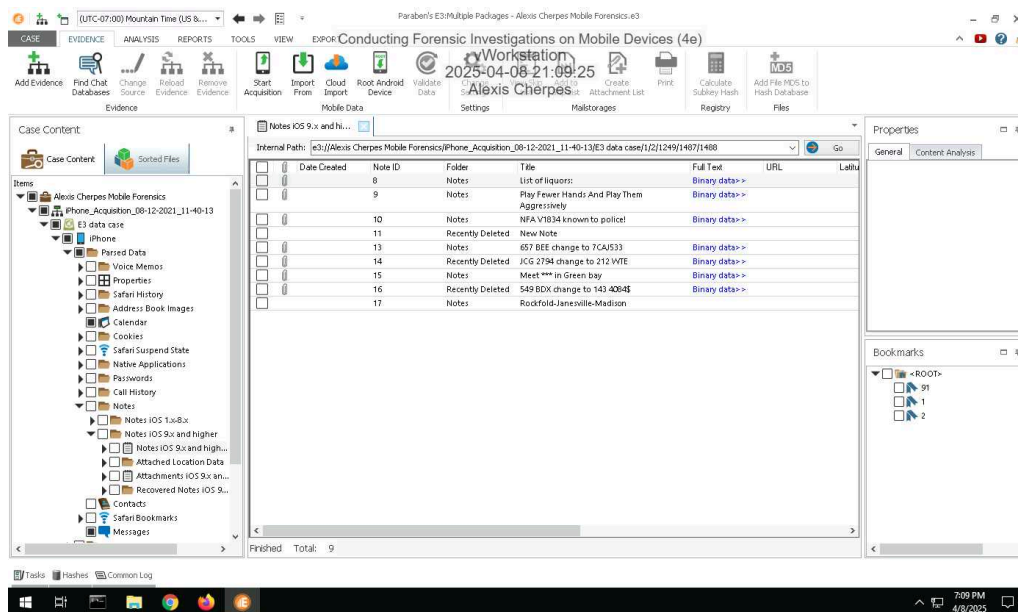 (UTC-07:00) Mountain Time (US &...
Paraben's E3:Multiple Packages - Alexis Cherpes Mobile Forensics.e3
CASE EVIDENCE ANALYSIS REPORTS TOOLS VIEW EXPOR
Conducting Forensic Investigations on Mobile Devices (4e)
vWorkstation
2025-04-08 21:09:25
Alexis Cherpes
Add Evidence
Find Chat Databases
Change Source
Reload Evidence
Remove Evidence
Start Acquisition
Import From
Cloud Import
Root Android Device
Validate Data
Create Attachment List
Print
Calculate Subkey Hash
Add File MD5 to Hash Database
Evidence
Mobile Data
Settings
Mailstorages
Registry
Files
Case Content
Case Content
Sorted Files
Items
Alexis Cherpes Mobile Forensics
iPhone_Acquisition_08-12-2021_11-40-13
E3 data case
iPhone
Parsed Data
Voice Memos
Properties
Safari History
Address Book Images
Calendar
Cookies
Safari Suspend State
Native Applications
Passwords
Call History
Notes
Notes iOS 1.x-8.x
Notes iOS 9.x and higher
Notes iOS 9.x and high...
Attached Location Data
Attachments iOS 9.x an...
Recovered Notes iOS 9...
Contacts
Safari Bookmarks
Messages
Notes iOS 9.x and hi...
Internal Path: e3://Alexis Cherpes Mobile Forensics/iPhone_Acquisition_08-12-2021_11-40-13/E3 data case/1/2/1249/1487/1488
Go
Date Created Note ID Folder Title Full Text URL Latitu
8 Notes List of liquors: Binary data>>
9 Notes Play Fewer Hands And Play Them Aggressively Binary data>>
10 Notes NFA V1834 known to police! Binary data>>
11 Recently Deleted New Note
13 Notes 657 BEE change to 7CAJ533 Binary data>>
14 Recently Deleted JCG 2794 change to 212 WTE Binary data>>
15 Notes Meet *** in Green bay Binary data>>
16 Recently Deleted 549 BDX change to 143 4084$ Binary data>>
17 Notes Rockfold-Janesville-Madison
Finished Total: 9
Properties
General Content Analysis
Bookmarks
<ROOT>
91
1
2
Tasks Hashes Common Log
7:09 PM
4/8/2025